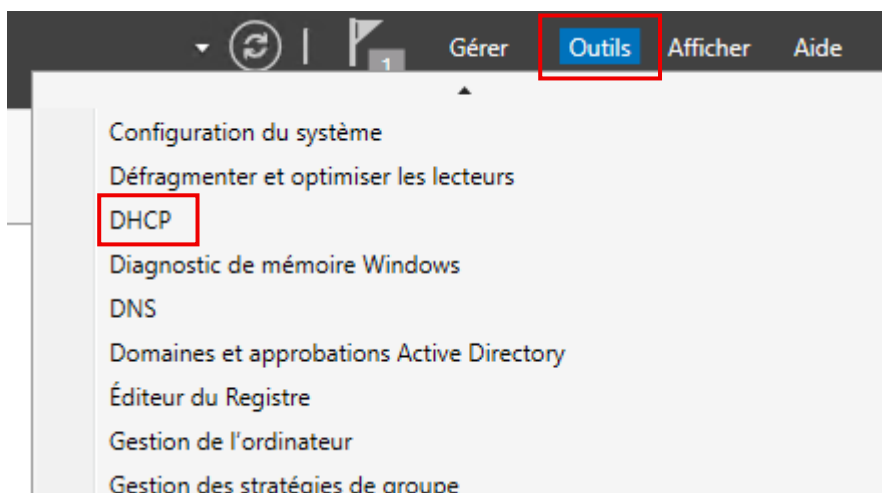 Gérer Outils Afficher Aide
1
Configuration du système
Défragmenter et optimiser les lecteurs
DHCP
Diagnostic de mémoire Windows
DNS
Domaines et approbations Active Directory
Éditeur du Registre
Gestion de l'ordinateur
Gestion des stratégies de groupe